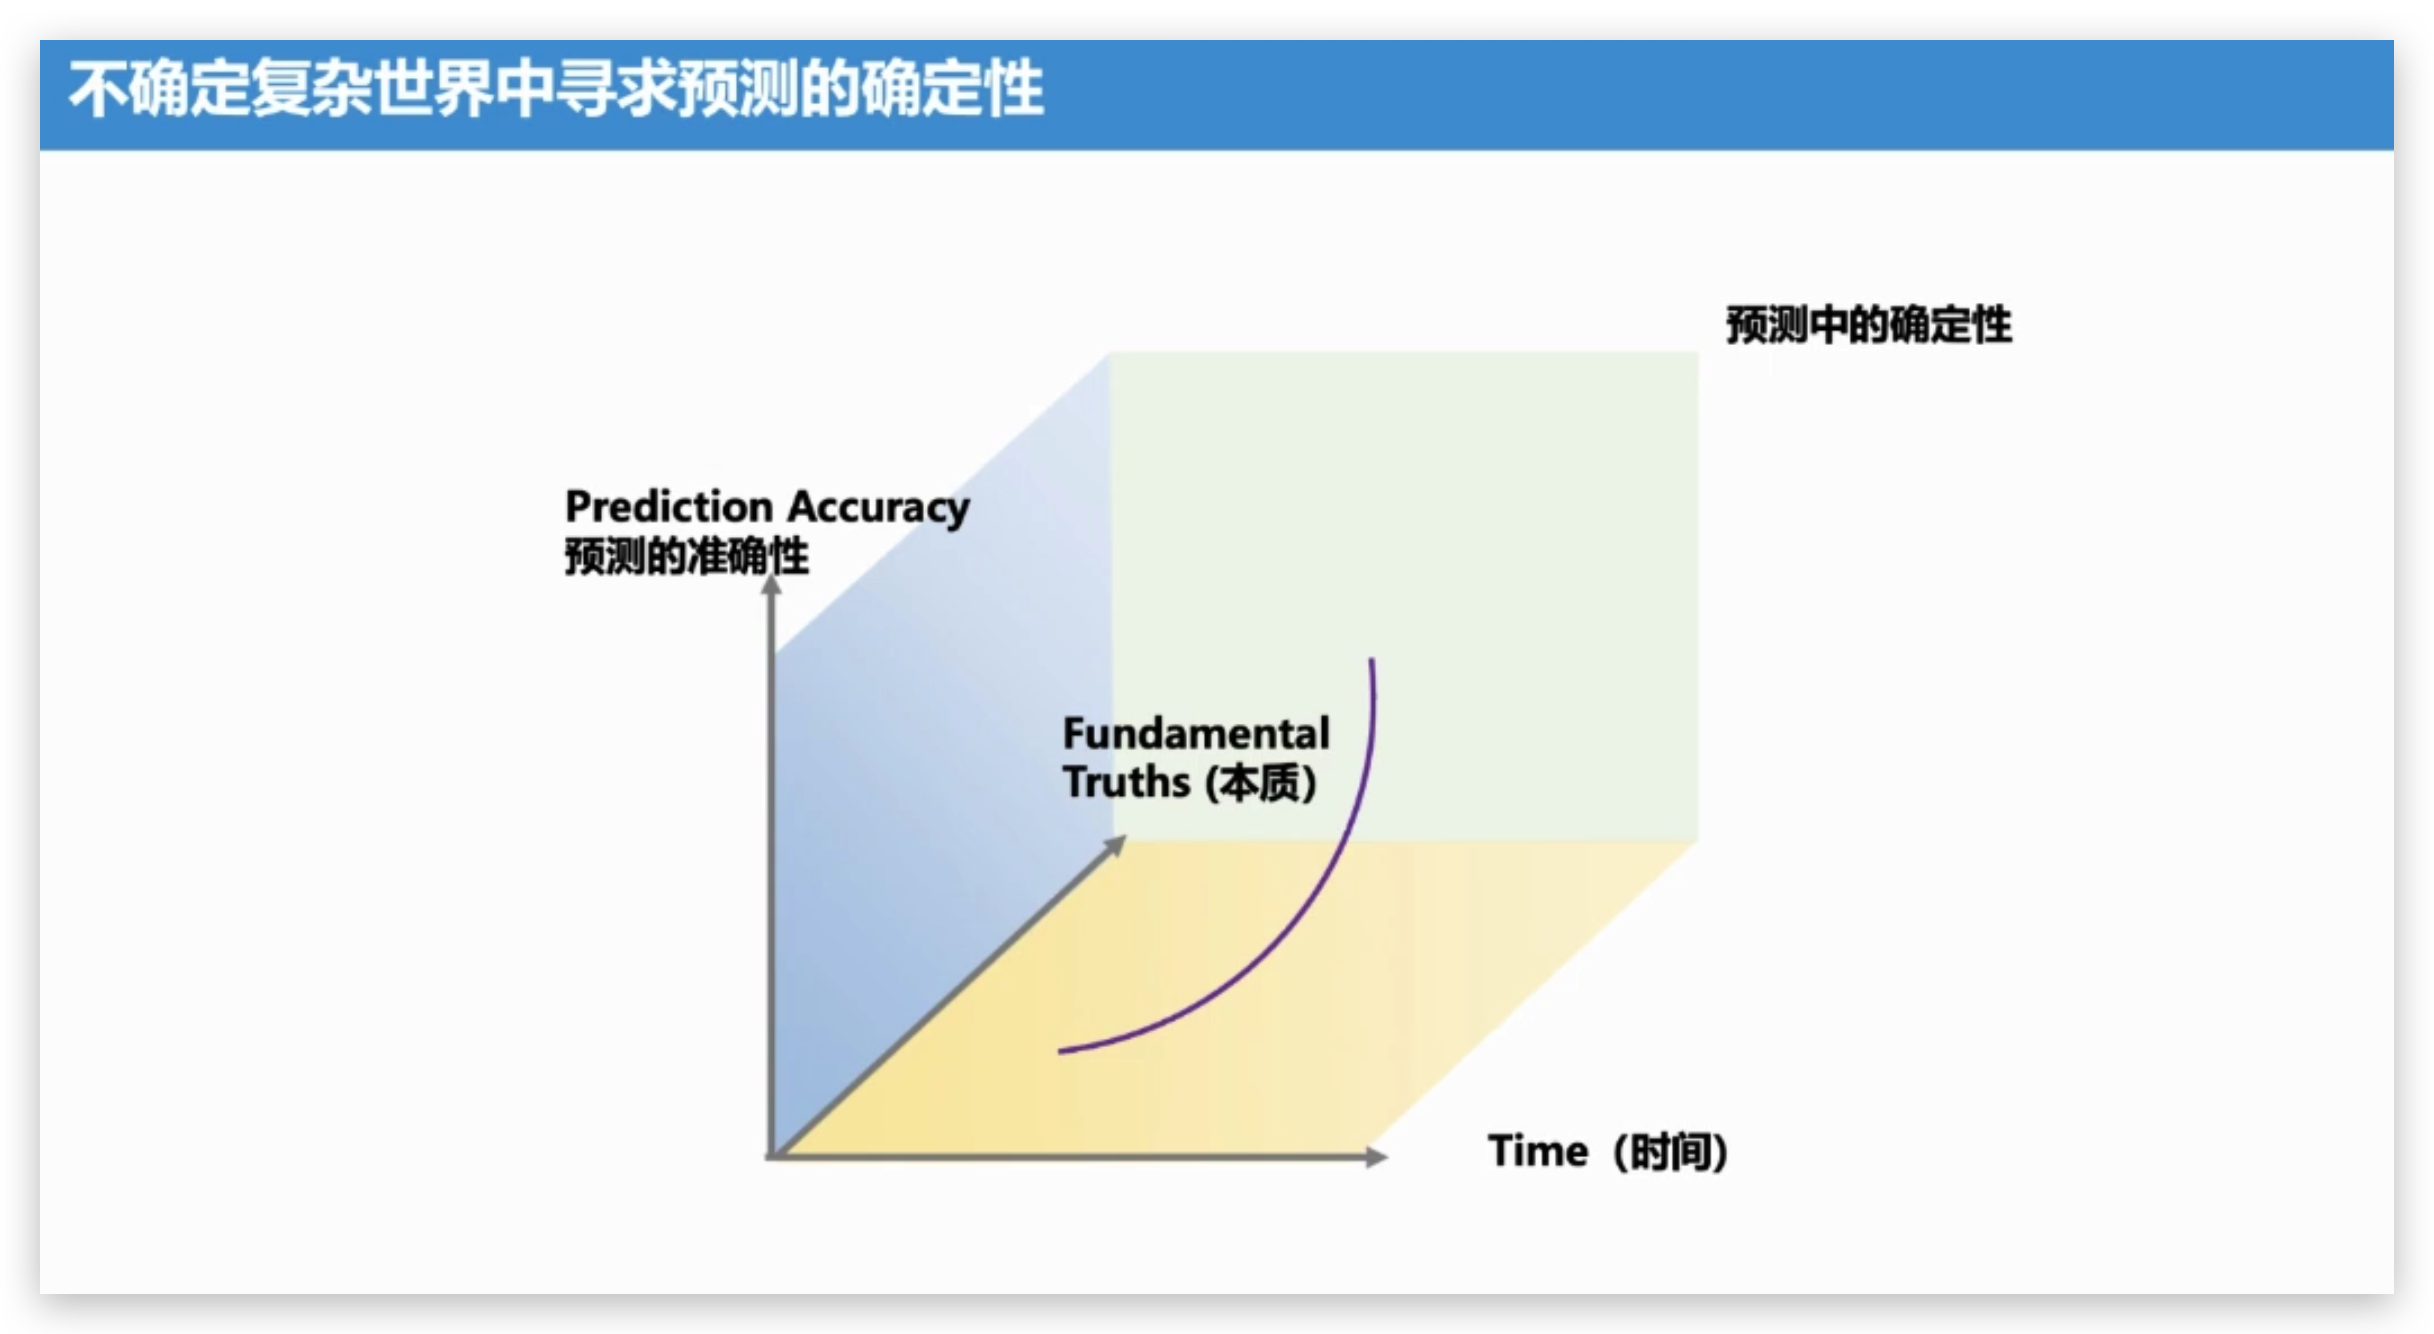 不确定复杂世界中寻求预测的确定性
预测中的确定性
Prediction Accuracy
预测的准确性
Fundamental
Truths (本质)
Time（时间）